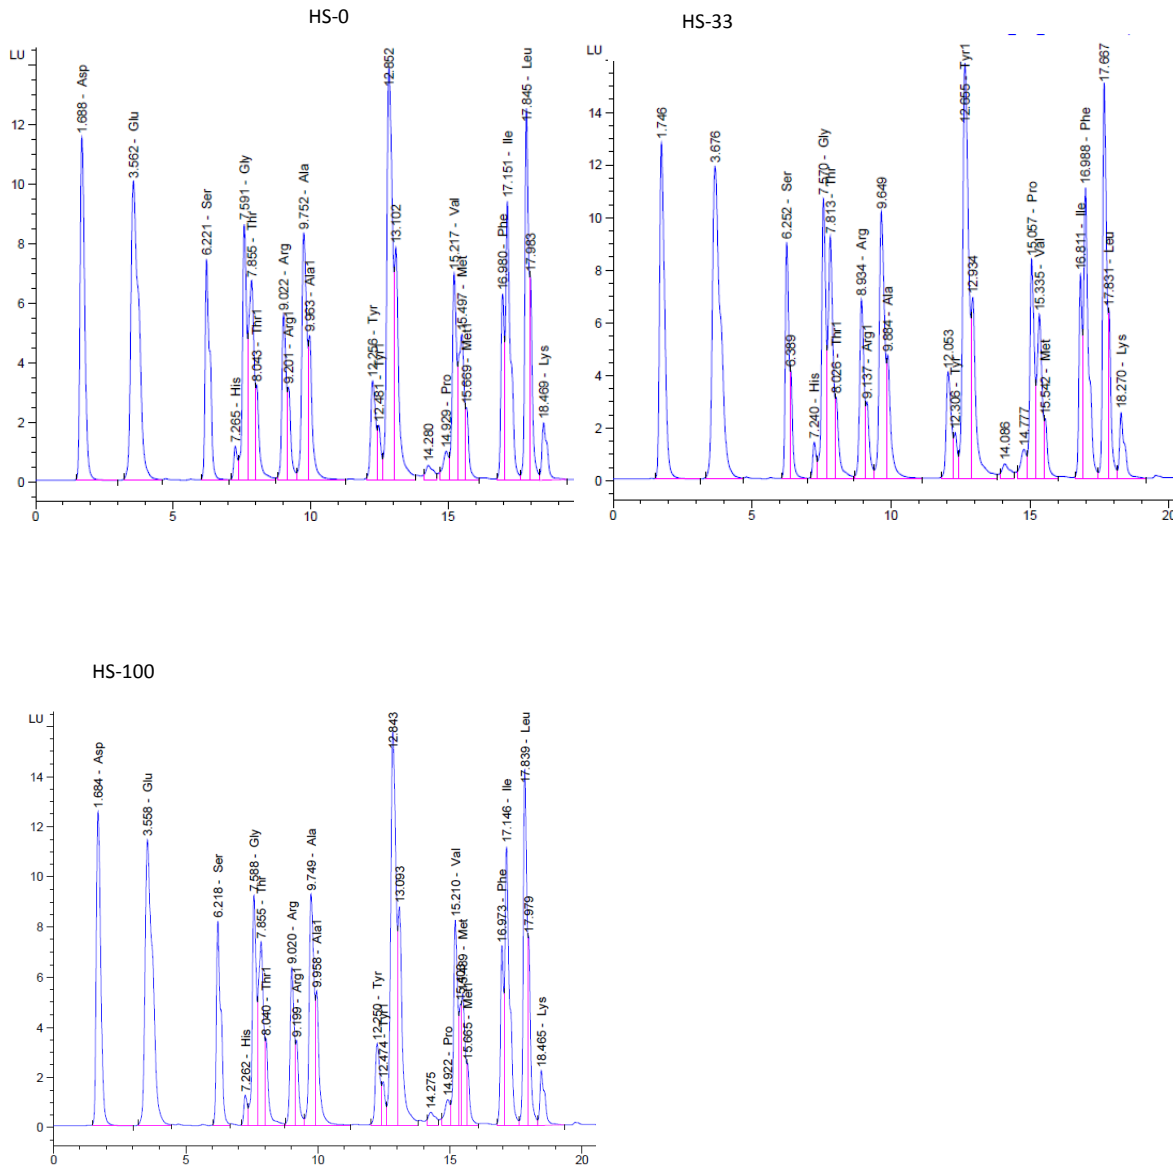 HS-0
LU
1.688 - Asp
3.562 - Glu
6.221 - Ser
7.265 - His
7.591 - Gly
7.855 - Thr
8.043 - Thr1
9.022 - Arg
9.201 - Arg1
9.752 - Ala
9.963 - Ala1
12.256 - Tyr
12.481 - Tyr1
12.852
13.102
14.280
14.929 - Pro
15.217 - Val
15.497 - Met
15.669 - Met1
16.980 - Phe
17.151 - Ile
17.845 - Leu
17.983
18.469 - Lys
12
10
8
6
4
2
0
0 5 10 15
HS-33
LU
1.746
3.676
6.252 - Ser
6.389
7.240 - His
7.570 - Gly
7.813 - Thr
8.026 - Thr1
8.934 - Arg
9.137 - Arg1
9.649
9.884 - Ala
12.053
12.306 - Tyr
12.655 - Tyr1
12.934
14.086
14.777
15.057 - Pro
15.335 - Val
15.542 - Met
16.811 - Ile
16.988 - Phe
17.667
17.831 - Leu
18.270 - Lys
14
12
10
8
6
4
2
0
0 5 10 15 20
HS-100
LU
1.684 - Asp
3.558 - Glu
6.218 - Ser
7.262 - His
7.588 - Gly
7.855 - Thr
8.040 - Thr1
9.020 - Arg
9.199 - Arg1
9.749 - Ala
9.958 - Ala1
12.250 - Tyr
12.474 - Tyr1
12.843
13.093
14.275
14.922 - Pro
15.210 - Val
15.489 - Met
15.665 - Met1
16.973 - Phe
17.146 - Ile
17.839 - Leu
17.979
18.465 - Lys
14
12
10
8
6
4
2
0
0 5 10 15 20